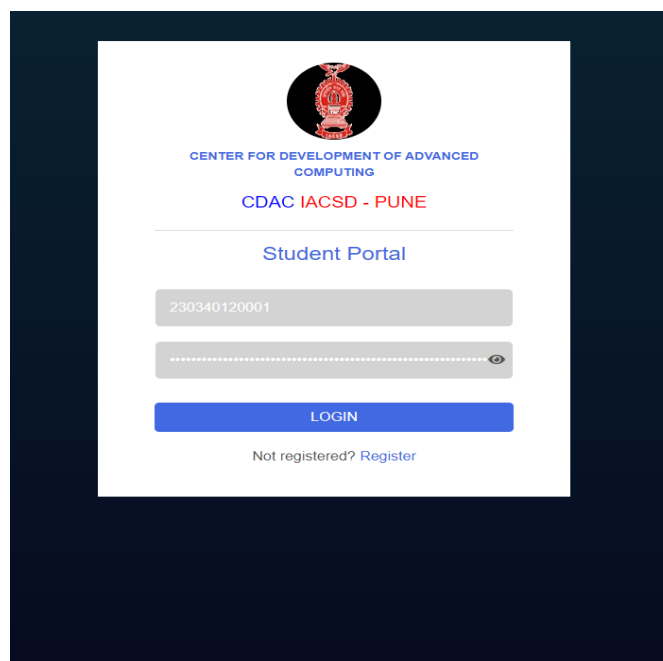 CENTER FOR DEVELOPMENT OF ADVANCED
COMPUTING
CDAC IACSD - PUNE
Student Portal
230340120001
LOGIN
Not registered? Register